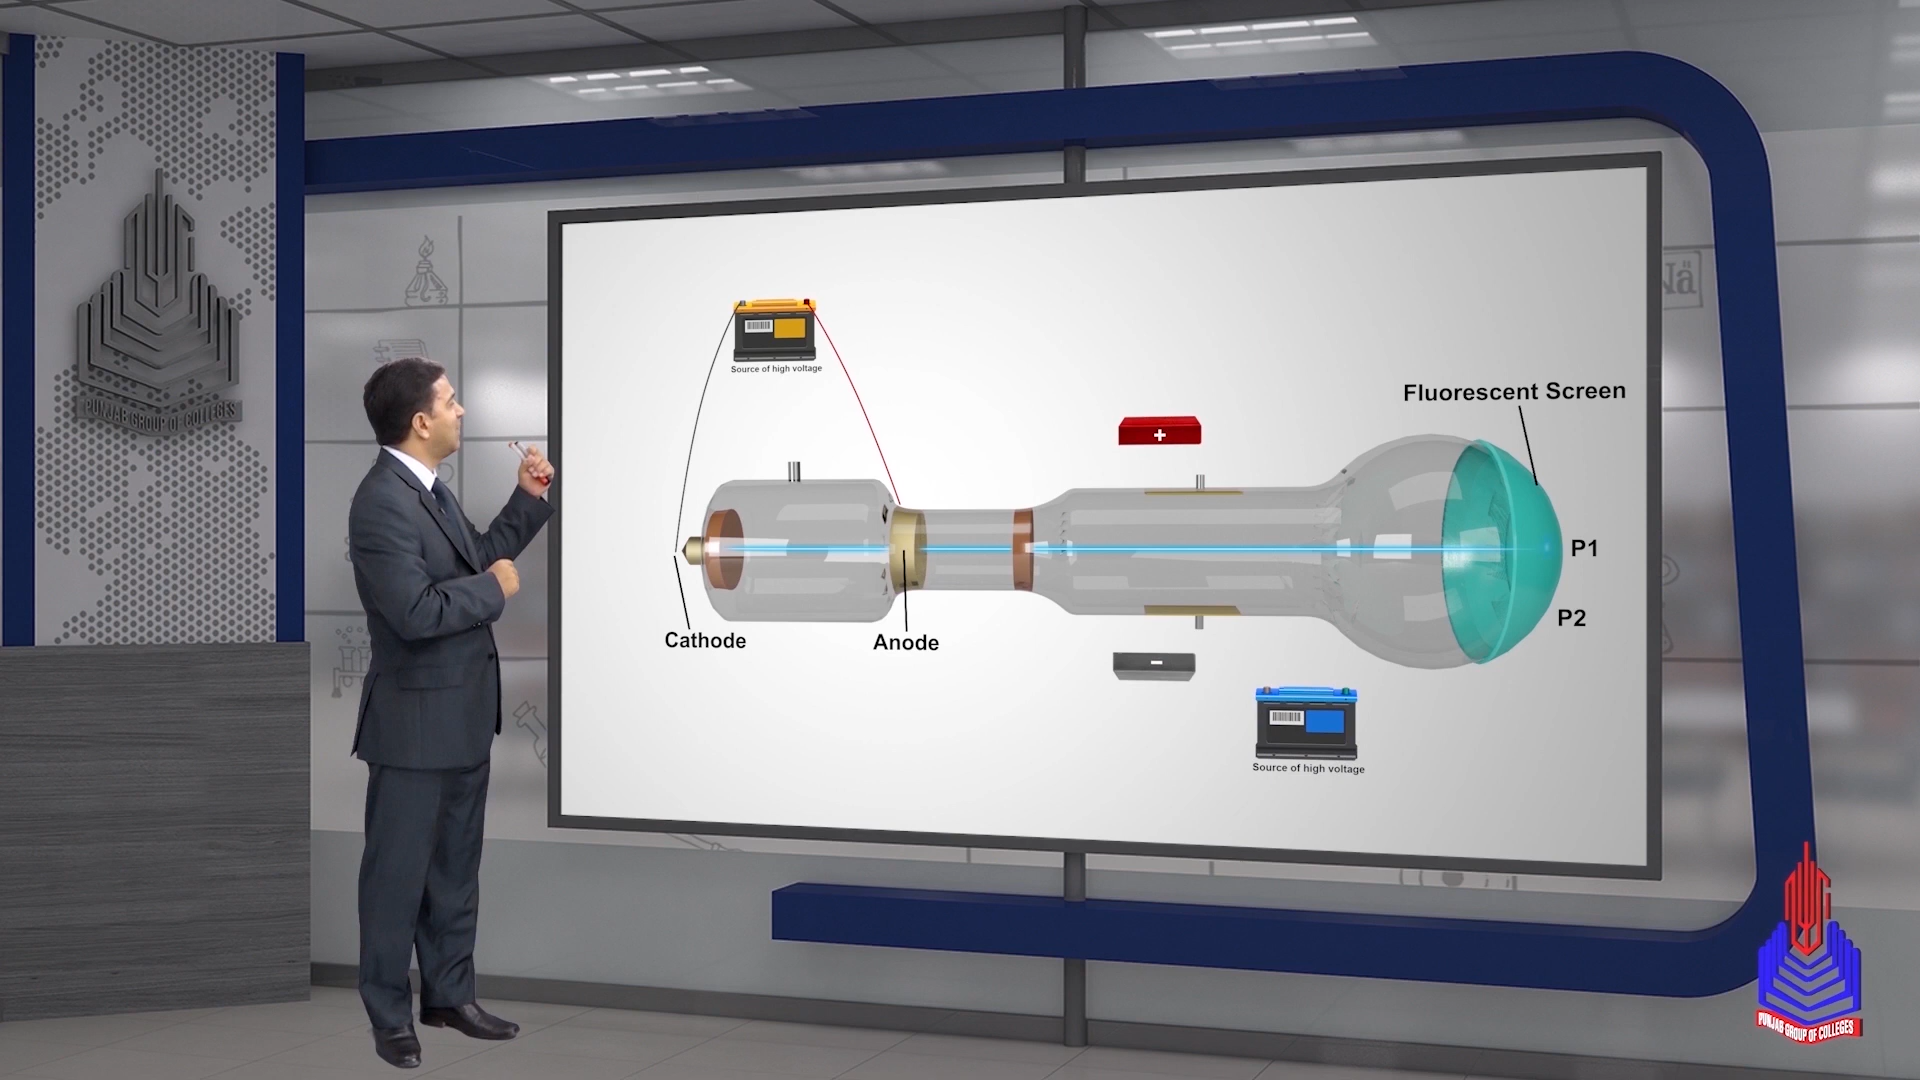 PUNJAB GROUP OF COLLEGES
Source of high voltage
+
Fluorescent Screen
P1
P2
Cathode
Anode
-
Source of high voltage
Nä
PUNJAB GROUP OF COLLEGES